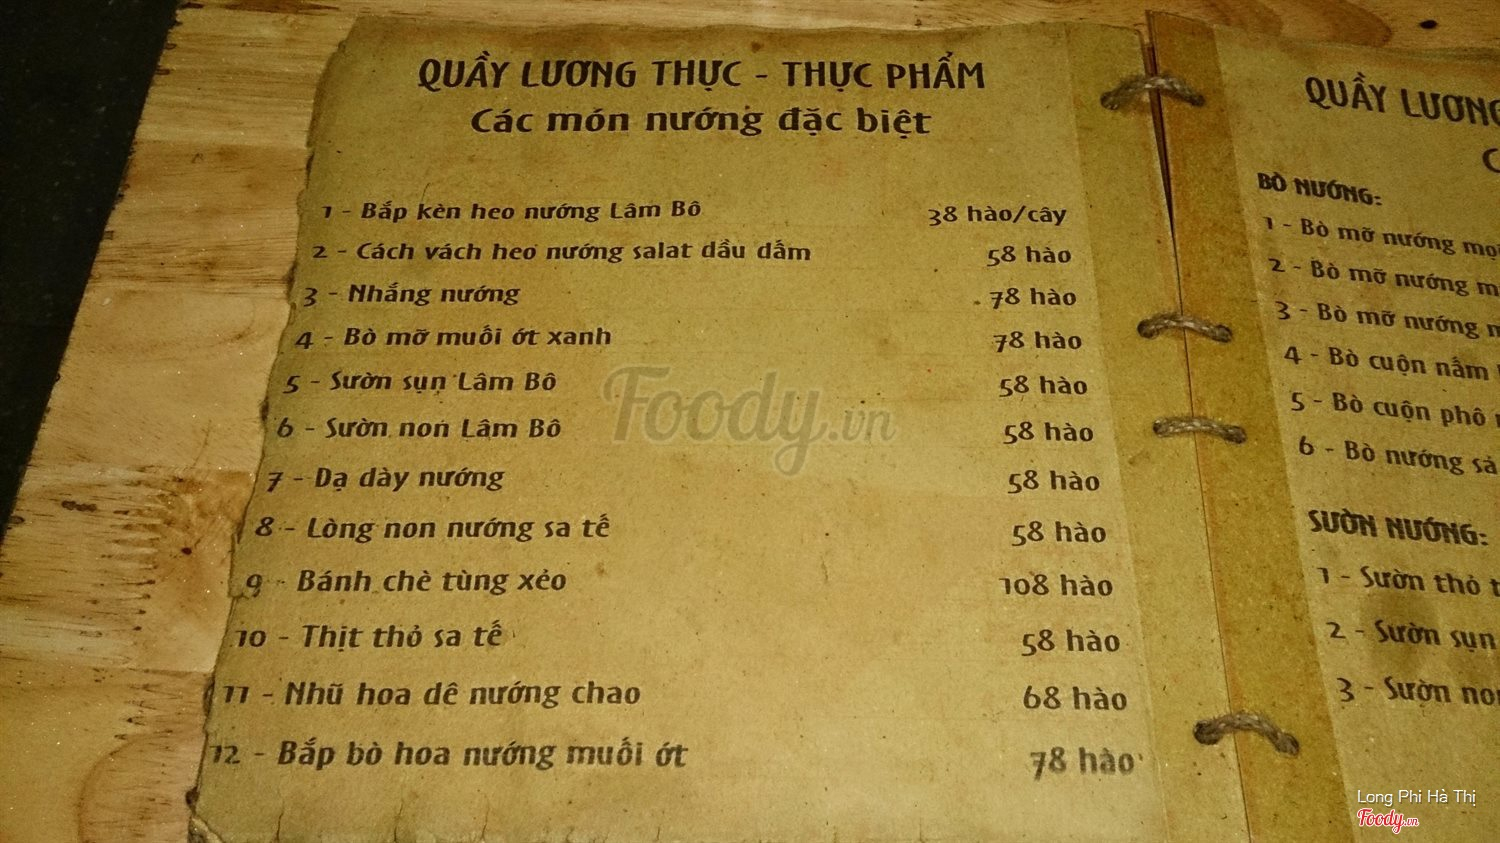 QUẦY LƯƠNG THỰC - THỰC PHẨM
Các món nướng đặc biệt
1 - Bắp kèn heo nướng Lâm Bô 38 hào/cây
2 - Cách vách heo nướng salat dầu dấm 58 hào
3 - Nhắng nướng 78 hào
4 - Bò mỡ muối ớt xanh 78 hào
5 - Sườn sụn Lâm Bô 58 hào
6 - Sườn non Lâm Bô 58 hào
7 - Dạ dày nướng 58 hào
8 - Lòng non nướng sa tế 58 hào
9 - Bánh chè tùng xẻo 108 hào
10 - Thịt thỏ sa tế 58 hào
11 - Nhũ hoa dê nướng chao 68 hào
12 - Bắp bò hoa nướng muối ớt 78 hào
QUẦY LƯƠNG
BÒ NƯỚNG:
1 - Bò mỡ nướng mọi
2 - Bò mỡ nướng
3 - Bò mỡ nướng
4 - Bò cuộn nấm
5 - Bò cuộn phô
6 - Bò nướng sả
SƯỜN NƯỚNG:
1 - Sườn thỏ
2 - Sườn sụn
3 - Sườn non
Foody.vn
Long Phi Hà Thị
Foody.vn